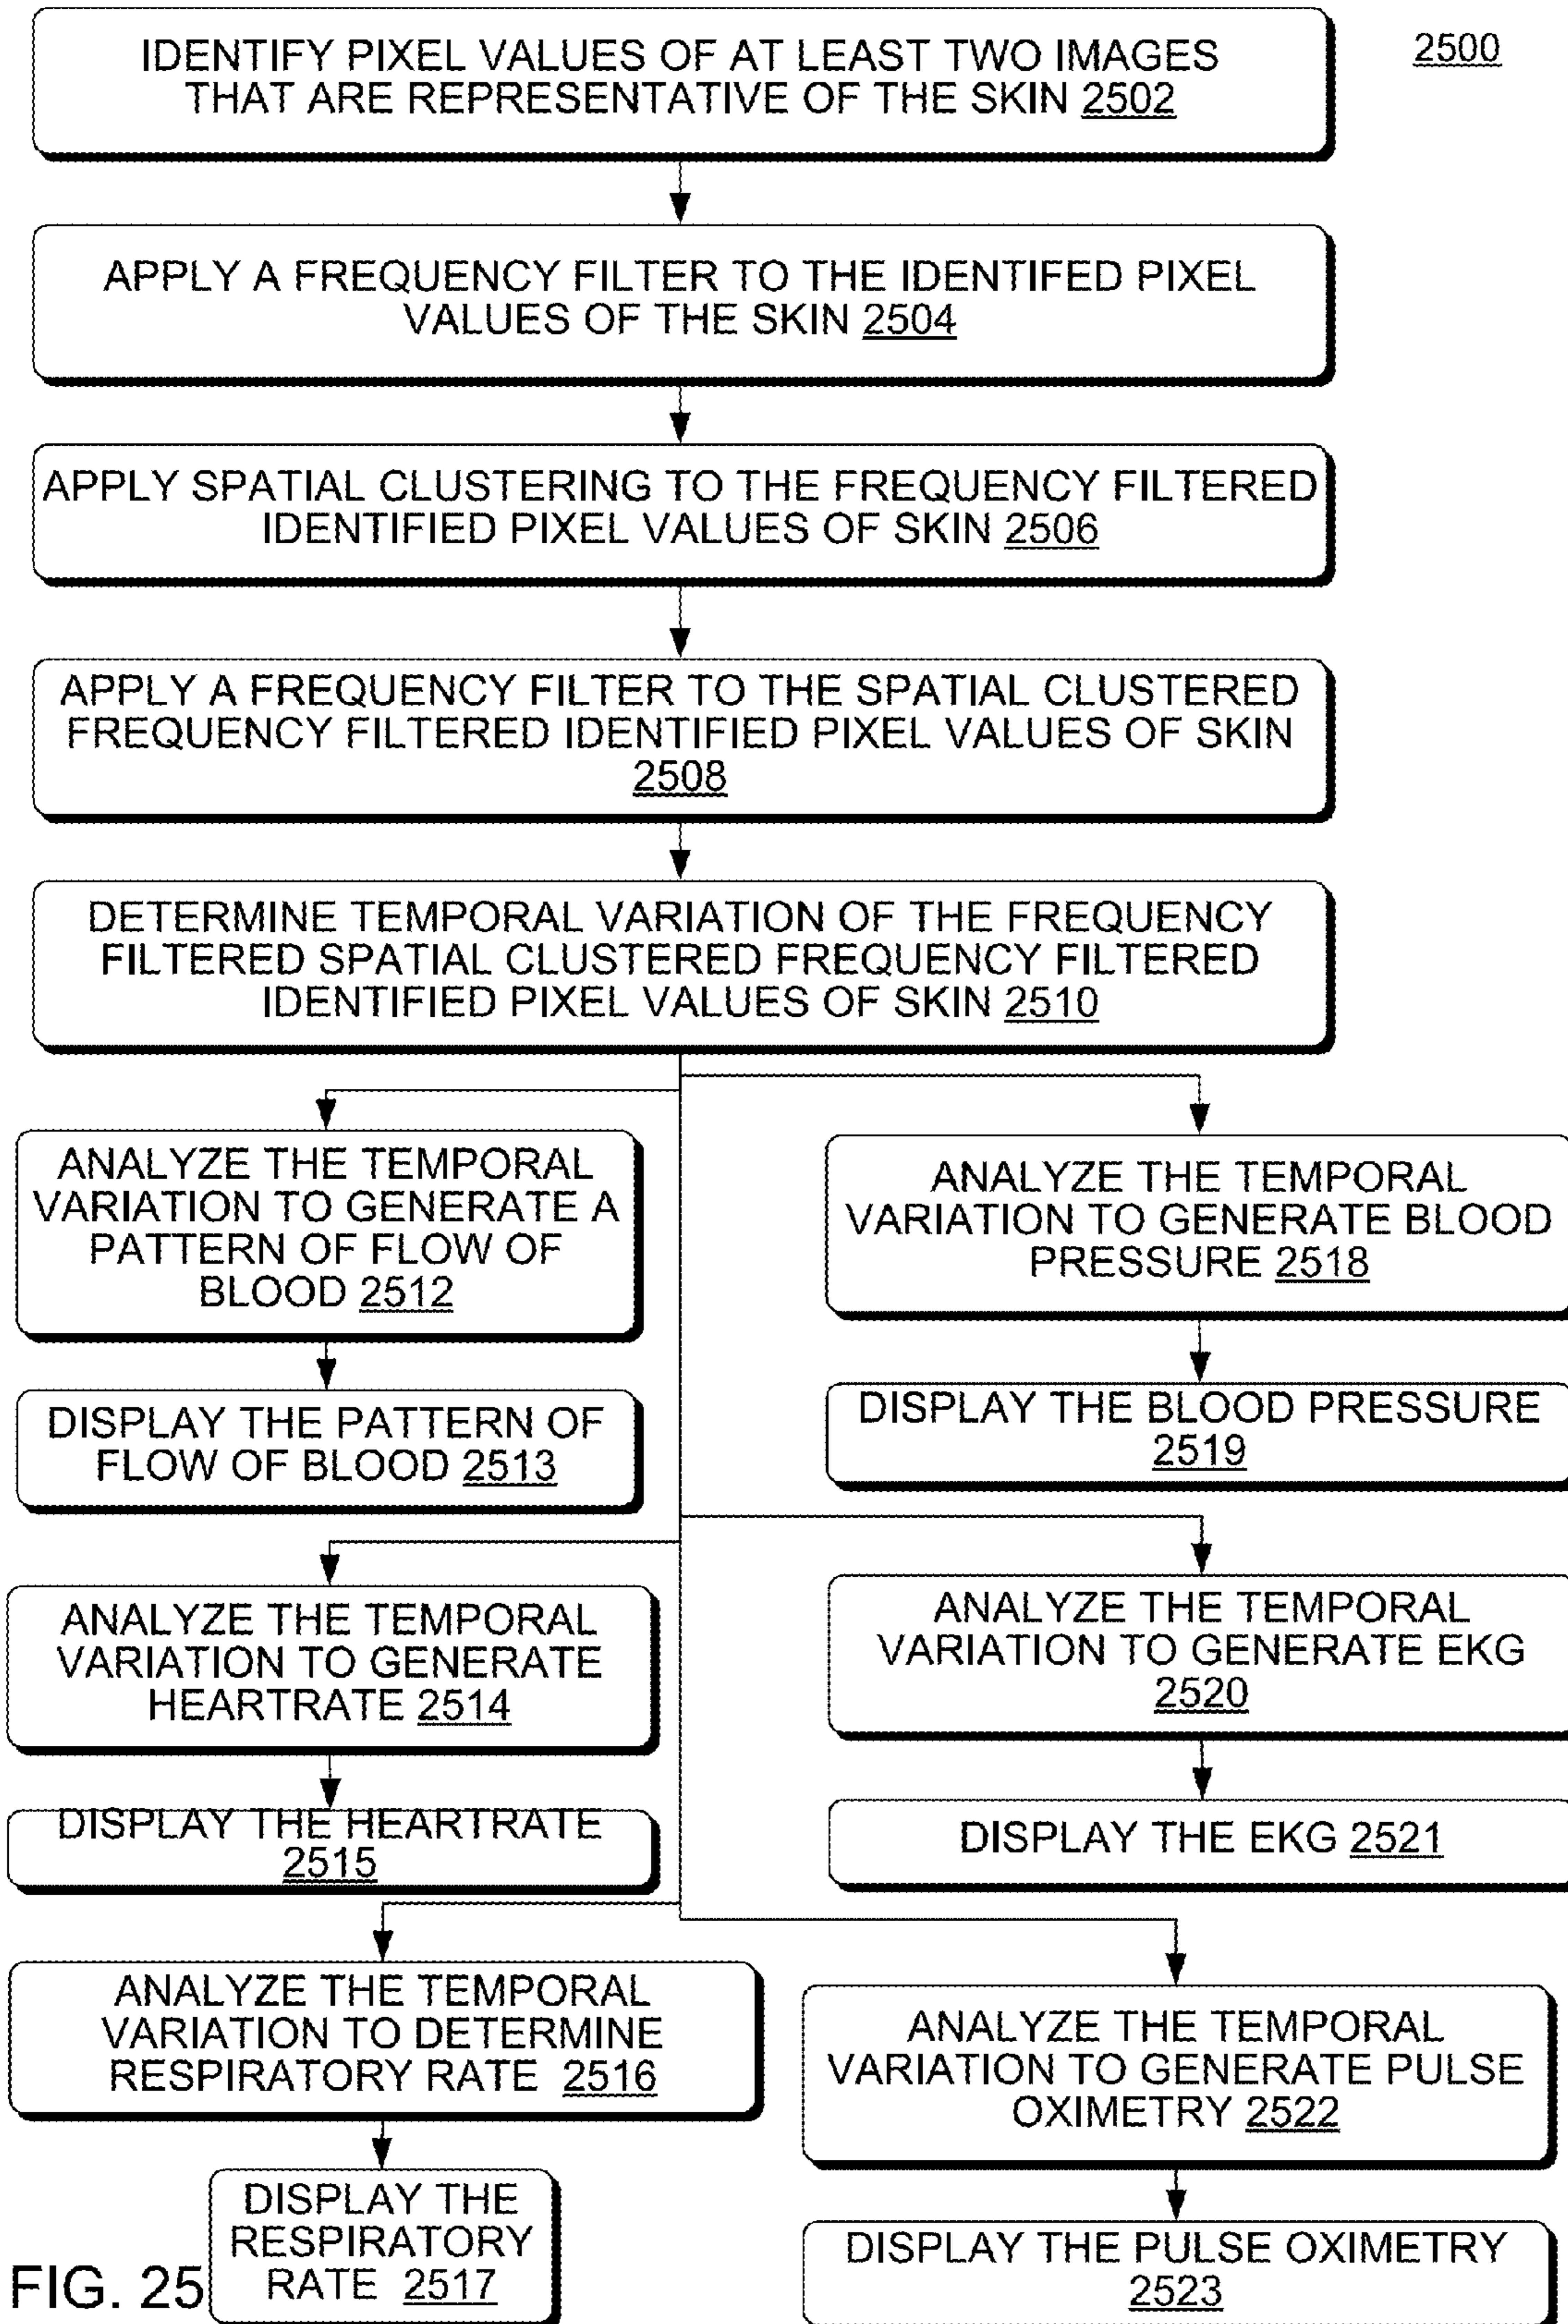 2500
IDENTIFY PIXEL VALUES OF AT LEAST TWO IMAGES
THAT ARE REPRESENTATIVE OF THE SKIN 2502
APPLY A FREQUENCY FILTER TO THE IDENTIFED PIXEL
VALUES OF THE SKIN 2504
APPLY SPATIAL CLUSTERING TO THE FREQUENCY FILTERED
IDENTIFIED PIXEL VALUES OF SKIN 2506
APPLY A FREQUENCY FILTER TO THE SPATIAL CLUSTERED
FREQUENCY FILTERED IDENTIFIED PIXEL VALUES OF SKIN
2508
DETERMINE TEMPORAL VARIATION OF THE FREQUENCY
FILTERED SPATIAL CLUSTERED FREQUENCY FILTERED
IDENTIFIED PIXEL VALUES OF SKIN 2510
ANALYZE THE TEMPORAL
VARIATION TO GENERATE A
PATTERN OF FLOW OF
BLOOD 2512
DISPLAY THE PATTERN OF
FLOW OF BLOOD 2513
ANALYZE THE TEMPORAL
VARIATION TO GENERATE BLOOD
PRESSURE 2518
DISPLAY THE BLOOD PRESSURE
2519
ANALYZE THE TEMPORAL
VARIATION TO GENERATE
HEARTRATE 2514
DISPLAY THE HEARTRATE
2515
ANALYZE THE TEMPORAL
VARIATION TO GENERATE EKG
2520
DISPLAY THE EKG 2521
ANALYZE THE TEMPORAL
VARIATION TO DETERMINE
RESPIRATORY RATE 2516
DISPLAY THE
RESPIRATORY
RATE 2517
ANALYZE THE TEMPORAL
VARIATION TO GENERATE PULSE
OXIMETRY 2522
DISPLAY THE PULSE OXIMETRY
2523
FIG. 25